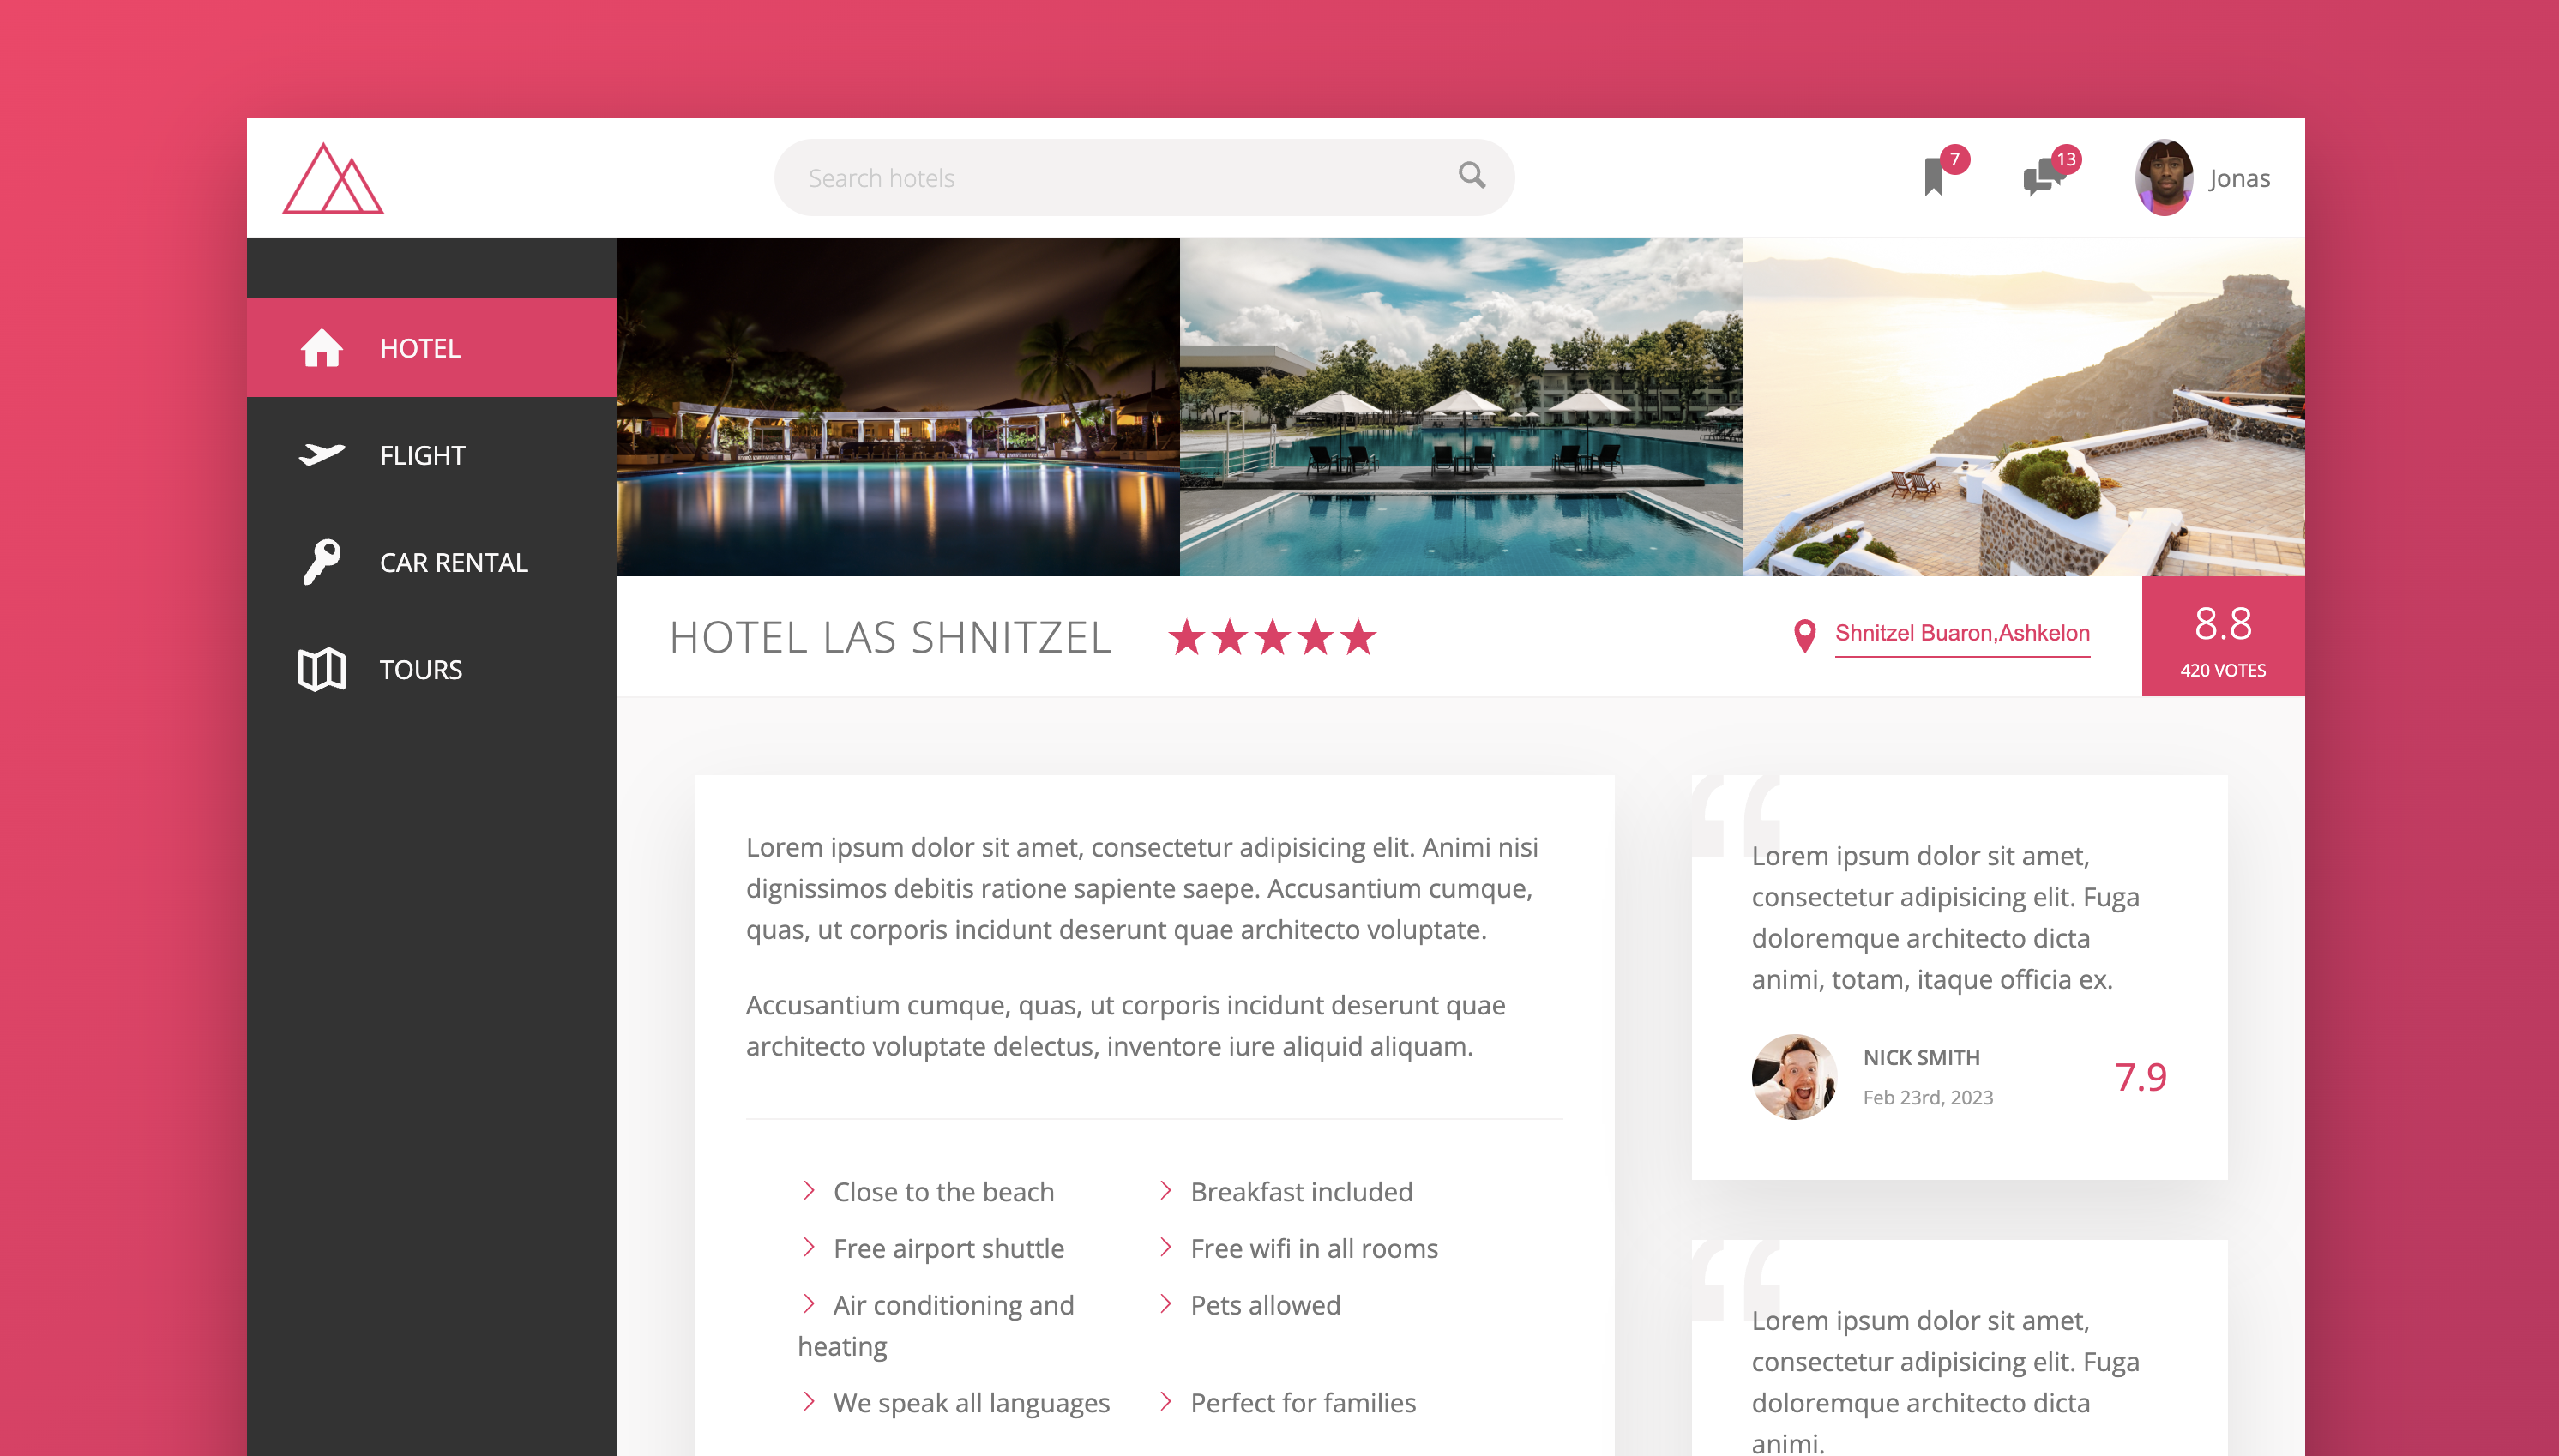 Search hotels
7
13
Jonas
HOTEL
FLIGHT
CAR RENTAL
TOURS
HOTEL LAS SHNITZEL
Shnitzel Buaron,Ashkelon
8.8
420 VOTES
Lorem ipsum dolor sit amet, consectetur adipisicing elit. Animi nisi
dignissimos debitis ratione sapiente saepe. Accusantium cumque,
quas, ut corporis incidunt deserunt quae architecto voluptate.
Accusantium cumque, quas, ut corporis incidunt deserunt quae
architecto voluptate delectus, inventore iure aliquid aliquam.
Close to the beach
Breakfast included
Free airport shuttle
Free wifi in all rooms
Air conditioning and
heating
Pets allowed
We speak all languages
Perfect for families
“
Lorem ipsum dolor sit amet,
consectetur adipisicing elit. Fuga
doloremque architecto dicta
animi, totam, itaque officia ex.
NICK SMITH
Feb 23rd, 2023
7.9
“
Lorem ipsum dolor sit amet,
consectetur adipisicing elit. Fuga
doloremque architecto dicta
animi.